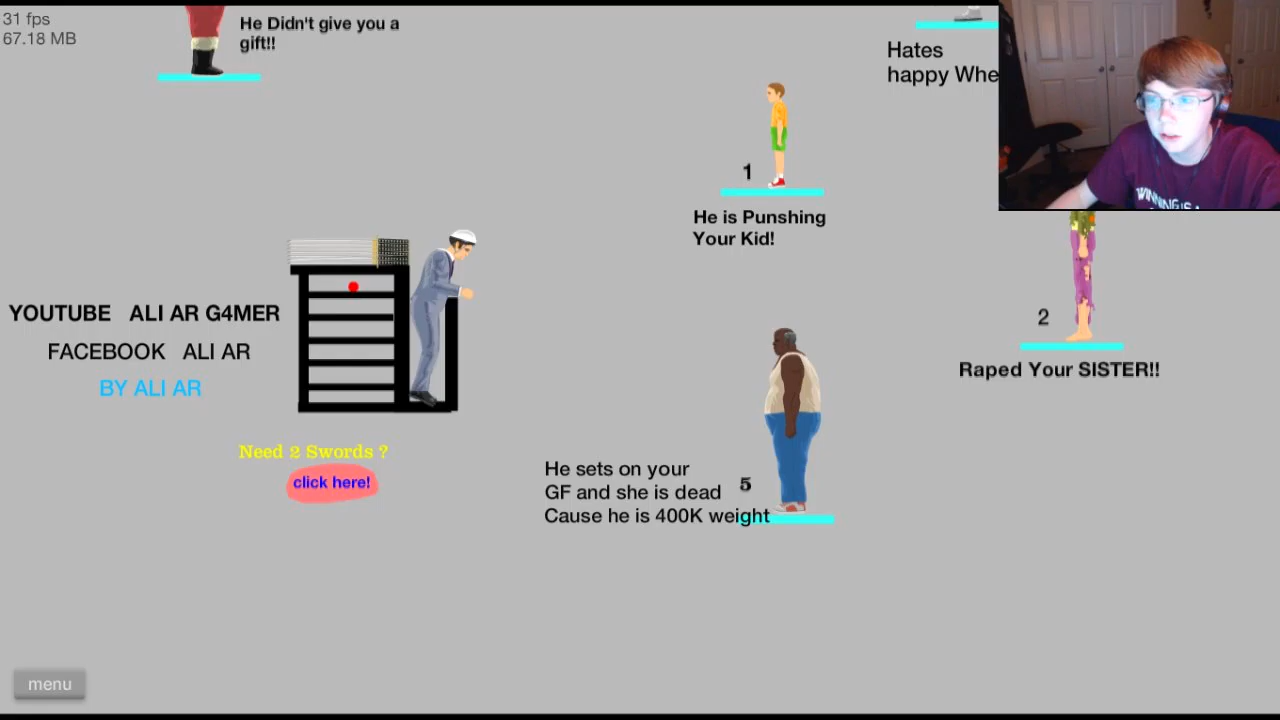 31 fps
67.18 MB
He Didn't give you a
gift!!
Hates
happy Whe
1
He is Punshing
Your Kid!
2
Raped Your SISTER!!
YOUTUBE ALI AR G4MER
FACEBOOK ALI AR
BY ALI AR
Need 2 Swords ?
click here!
He sets on your
GF and she is dead
Cause he is 400K weight
5
menu